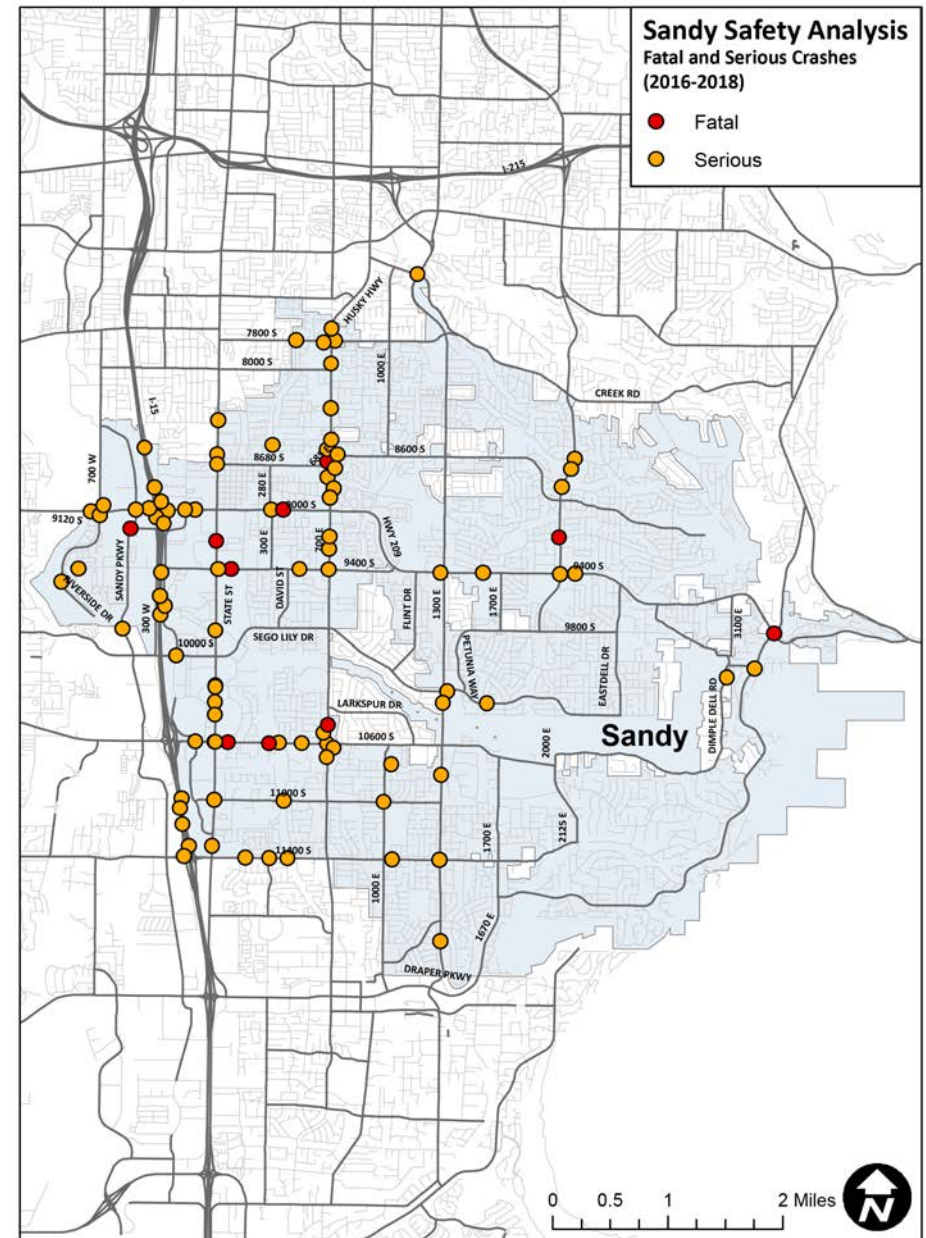 Sandy Safety Analysis
Fatal and Serious Crashes
(2016-2018)
Fatal
Serious
I-215
HUSKY HWY
7800 S
8000 S
1000 E
CREEK RD
I-15
700 W
8680 S
8600 S
280 E
9000 S
9120 S
HWY 209
300 E
700 E
SANDY PKWY
STATE ST
DAVID ST
9400 S
9400 S
RIVERSIDE DR
300 W
FLINT DR
1300 E
1700 E
3100 E
SEGO LILY DR
9800 S
10000 S
PETUNIA WAY
EASTDELL DR
DIMPLE DELL RD
LARKSPUR DR
10600 S
2000 E
Sandy
11000 S
1700 E
2125 E
11400 S
1000 E
1670 E
DRAPER PKWY
0 0.5 1 2 Miles
N